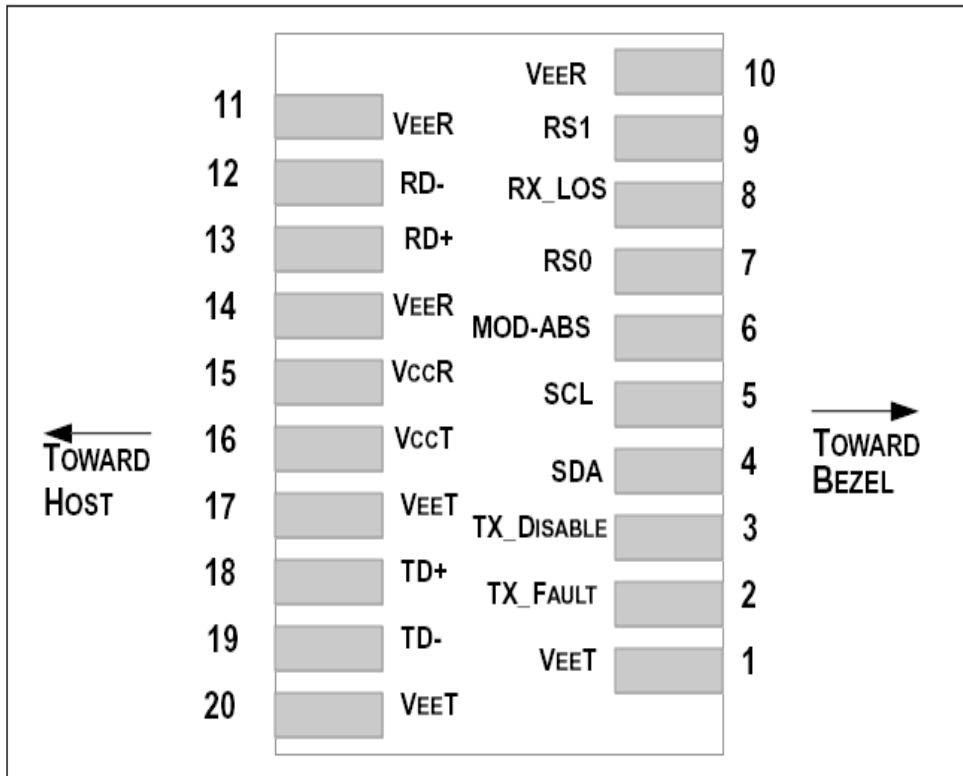 VEER 10
11 VEER
RS1 9
12 RD-
RX_LOS 8
13 RD+
RS0 7
14 VEER
MOD-ABS 6
15 VCCR
SCL 5
16 VCCT
SDA 4
17 VEET
TX_DISABLE 3
18 TD+
TX_FAULT 2
19 TD-
VEET 1
20 VEET
TOWARD
HOST
TOWARD
BEZEL